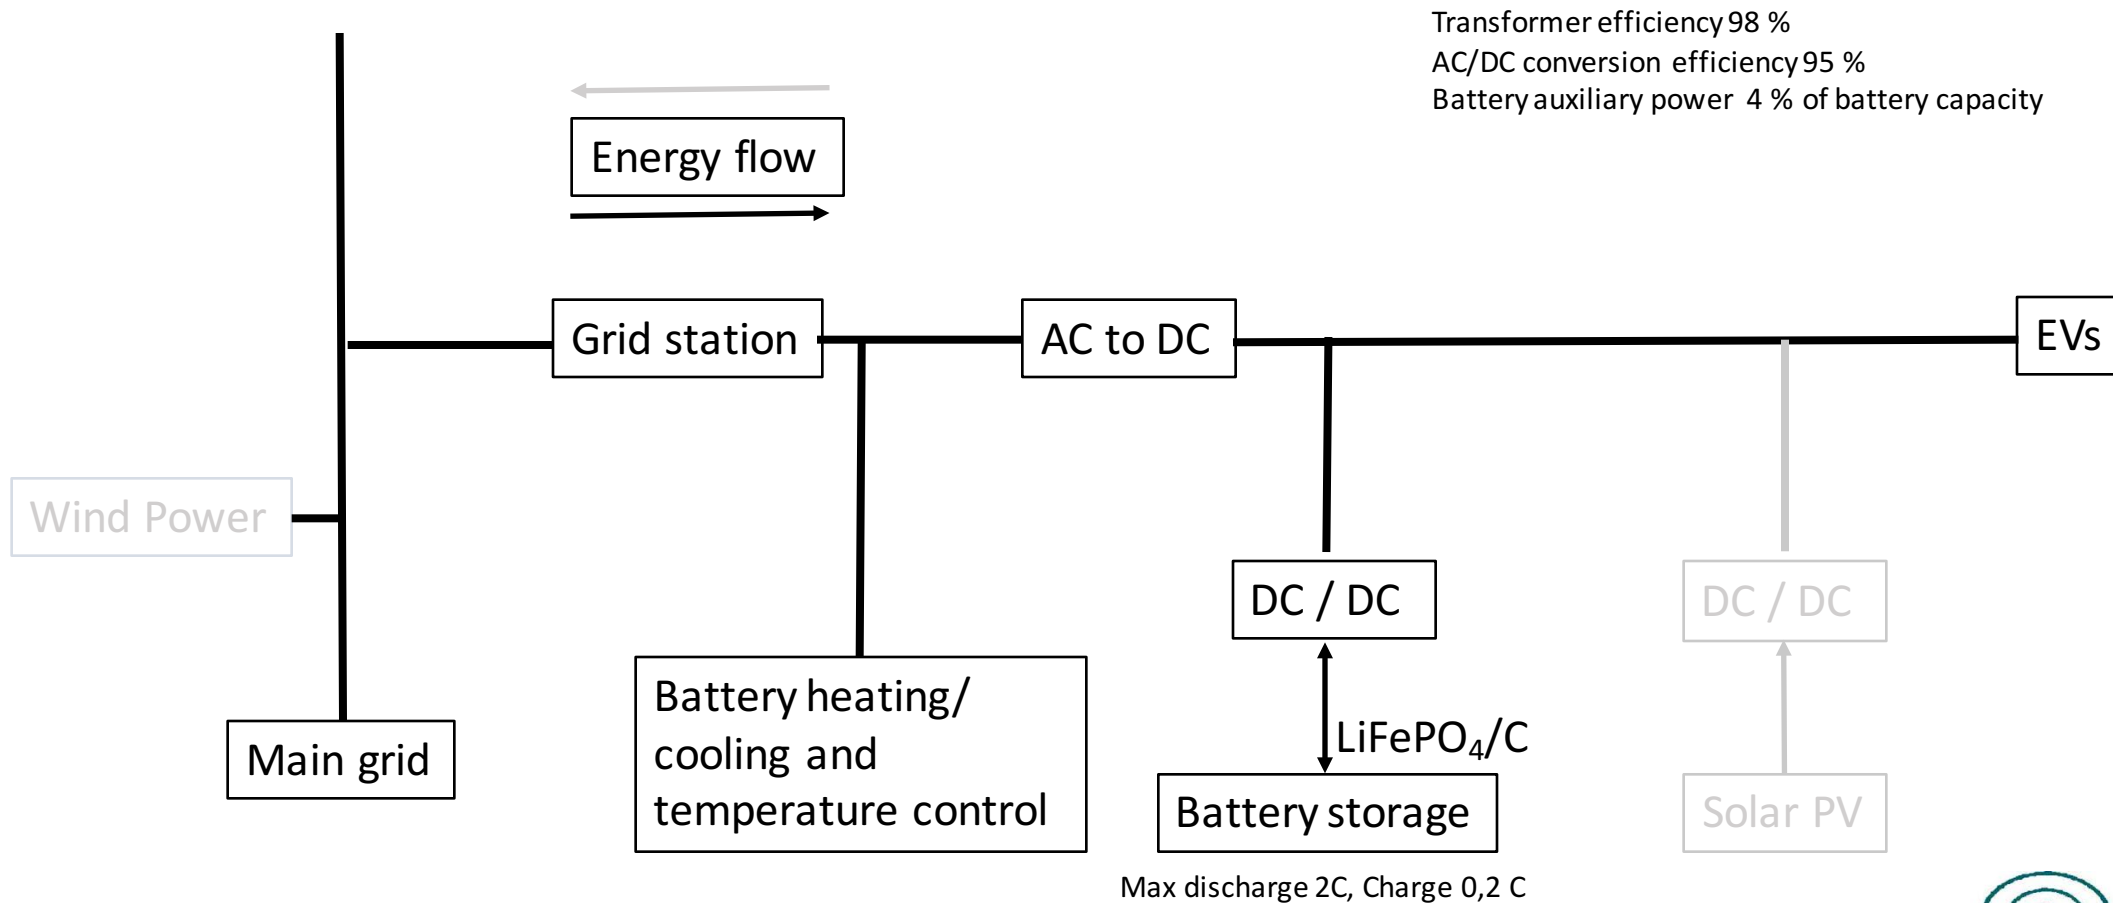 Transformer efficiency 98 %
AC/DC conversion efficiency 95 %
Battery auxiliary power 4 % of battery capacity
Energy flow
Grid station
AC to DC
EVs
Wind Power
DC / DC
DC / DC
Battery heating/
cooling and
temperature control
LiFePO₄/C
Main grid
Battery storage
Solar PV
Max discharge 2C, Charge 0,2 C